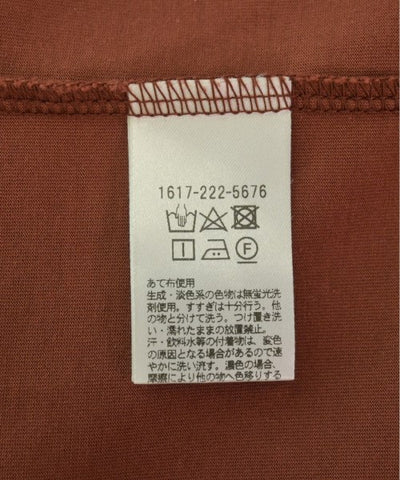 1617-222-5676
F
あて布使用
生成・淡色系の色物は無蛍光洗
剤使用。すすぎは十分行う。他
の物と分けて洗う。つけ置き洗
い・濡れたままの放置禁止。
汗・飲料水等の付着物は、変色
の原因となる場合があるので速
やかに洗い流す。濃色の場合、
摩擦により他の物へ色移りする